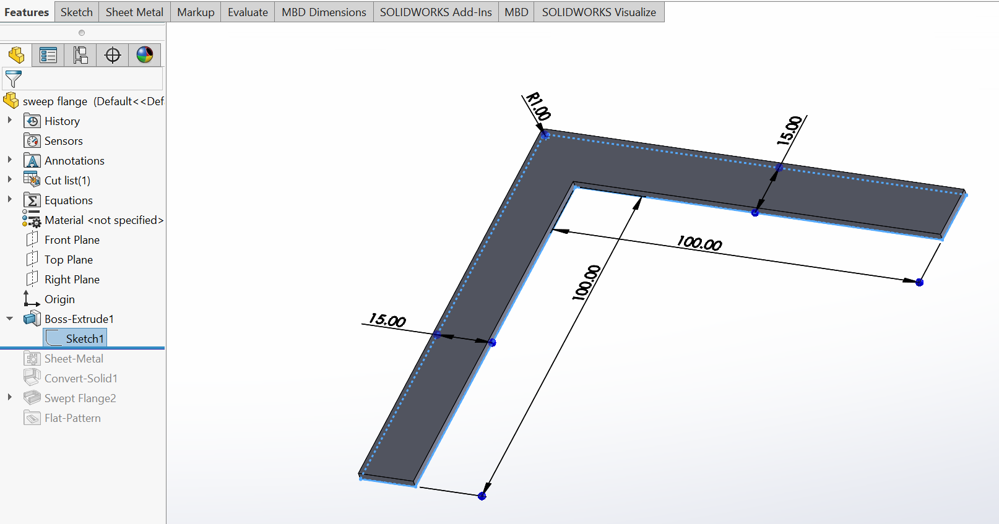 Features Sketch Sheet Metal Markup Evaluate MBD Dimensions SOLIDWORKS Add-Ins MBD SOLIDWORKS Visualize
sweep flange (Default<<Def
History
Sensors
Annotations
Cut list(1)
Equations
Material <not specified>
Front Plane
Top Plane
Right Plane
Origin
Boss-Extrude1
Sketch1
Sheet-Metal
Convert-Solid1
Swept Flange2
Flat-Pattern
R1.00
15.00
100.00
100.00
15.00